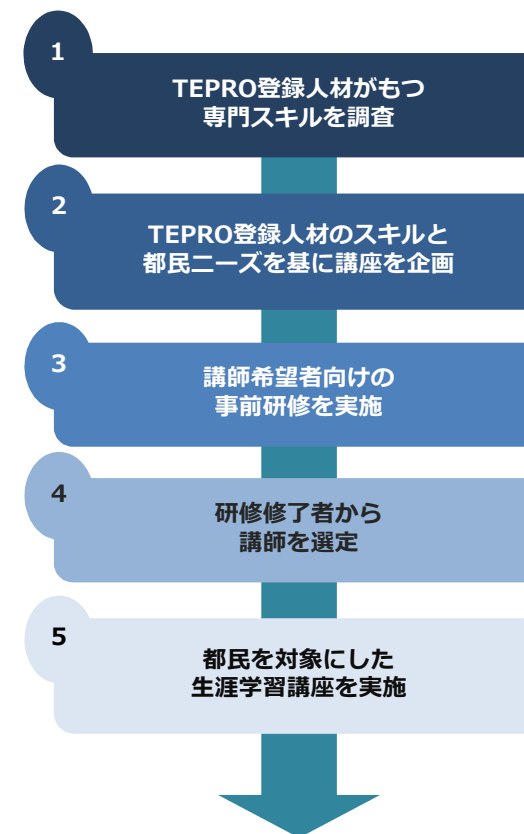 1
TEPRO登録人材がもつ
専門スキルを調査
2
TEPRO登録人材のスキルと
都民ニーズを基に講座を企画
3
講師希望者向けの
事前研修を実施
4
研修修了者から
講師を選定
5
都民を対象にした
生涯学習講座を実施